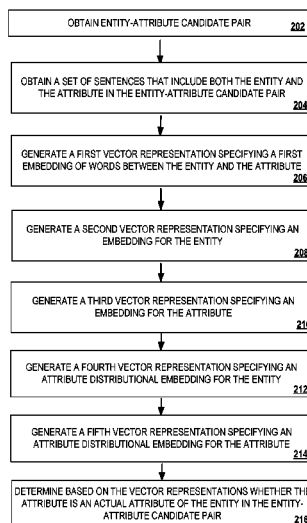 OBTAIN ENTITY-ATTRIBUTE CANDIDATE PAIR
202
OBTAIN A SET OF SENTENCES THAT INCLUDE BOTH THE ENTITY AND
THE ATTRIBUTE IN THE ENTITY-ATTRIBUTE CANDIDATE PAIR
204
GENERATE A FIRST VECTOR REPRESENTATION SPECIFYING A FIRST
EMBEDDING OF WORDS BETWEEN THE ENTITY AND THE ATTRIBUTE
206
GENERATE A SECOND VECTOR REPRESENTATION SPECIFYING AN
EMBEDDING FOR THE ENTITY
208
GENERATE A THIRD VECTOR REPRESENTATION SPECIFYING AN
EMBEDDING FOR THE ATTRIBUTE
210
GENERATE A FOURTH VECTOR REPRESENTATION SPECIFYING AN
ATTRIBUTE DISTRIBUTIONAL EMBEDDING FOR THE ENTITY
212
GENERATE A FIFTH VECTOR REPRESENTATION SPECIFYING AN
ATTRIBUTE DISTRIBUTIONAL EMBEDDING FOR THE ATTRIBUTE
214
DETERMINE BASED ON THE VECTOR REPRESENTATIONS WHETHER THE
ATTRIBUTE IS AN ACTUAL ATTRIBUTE OF THE ENTITY IN THE ENTITY-
ATTRIBUTE CANDIDATE PAIR
216